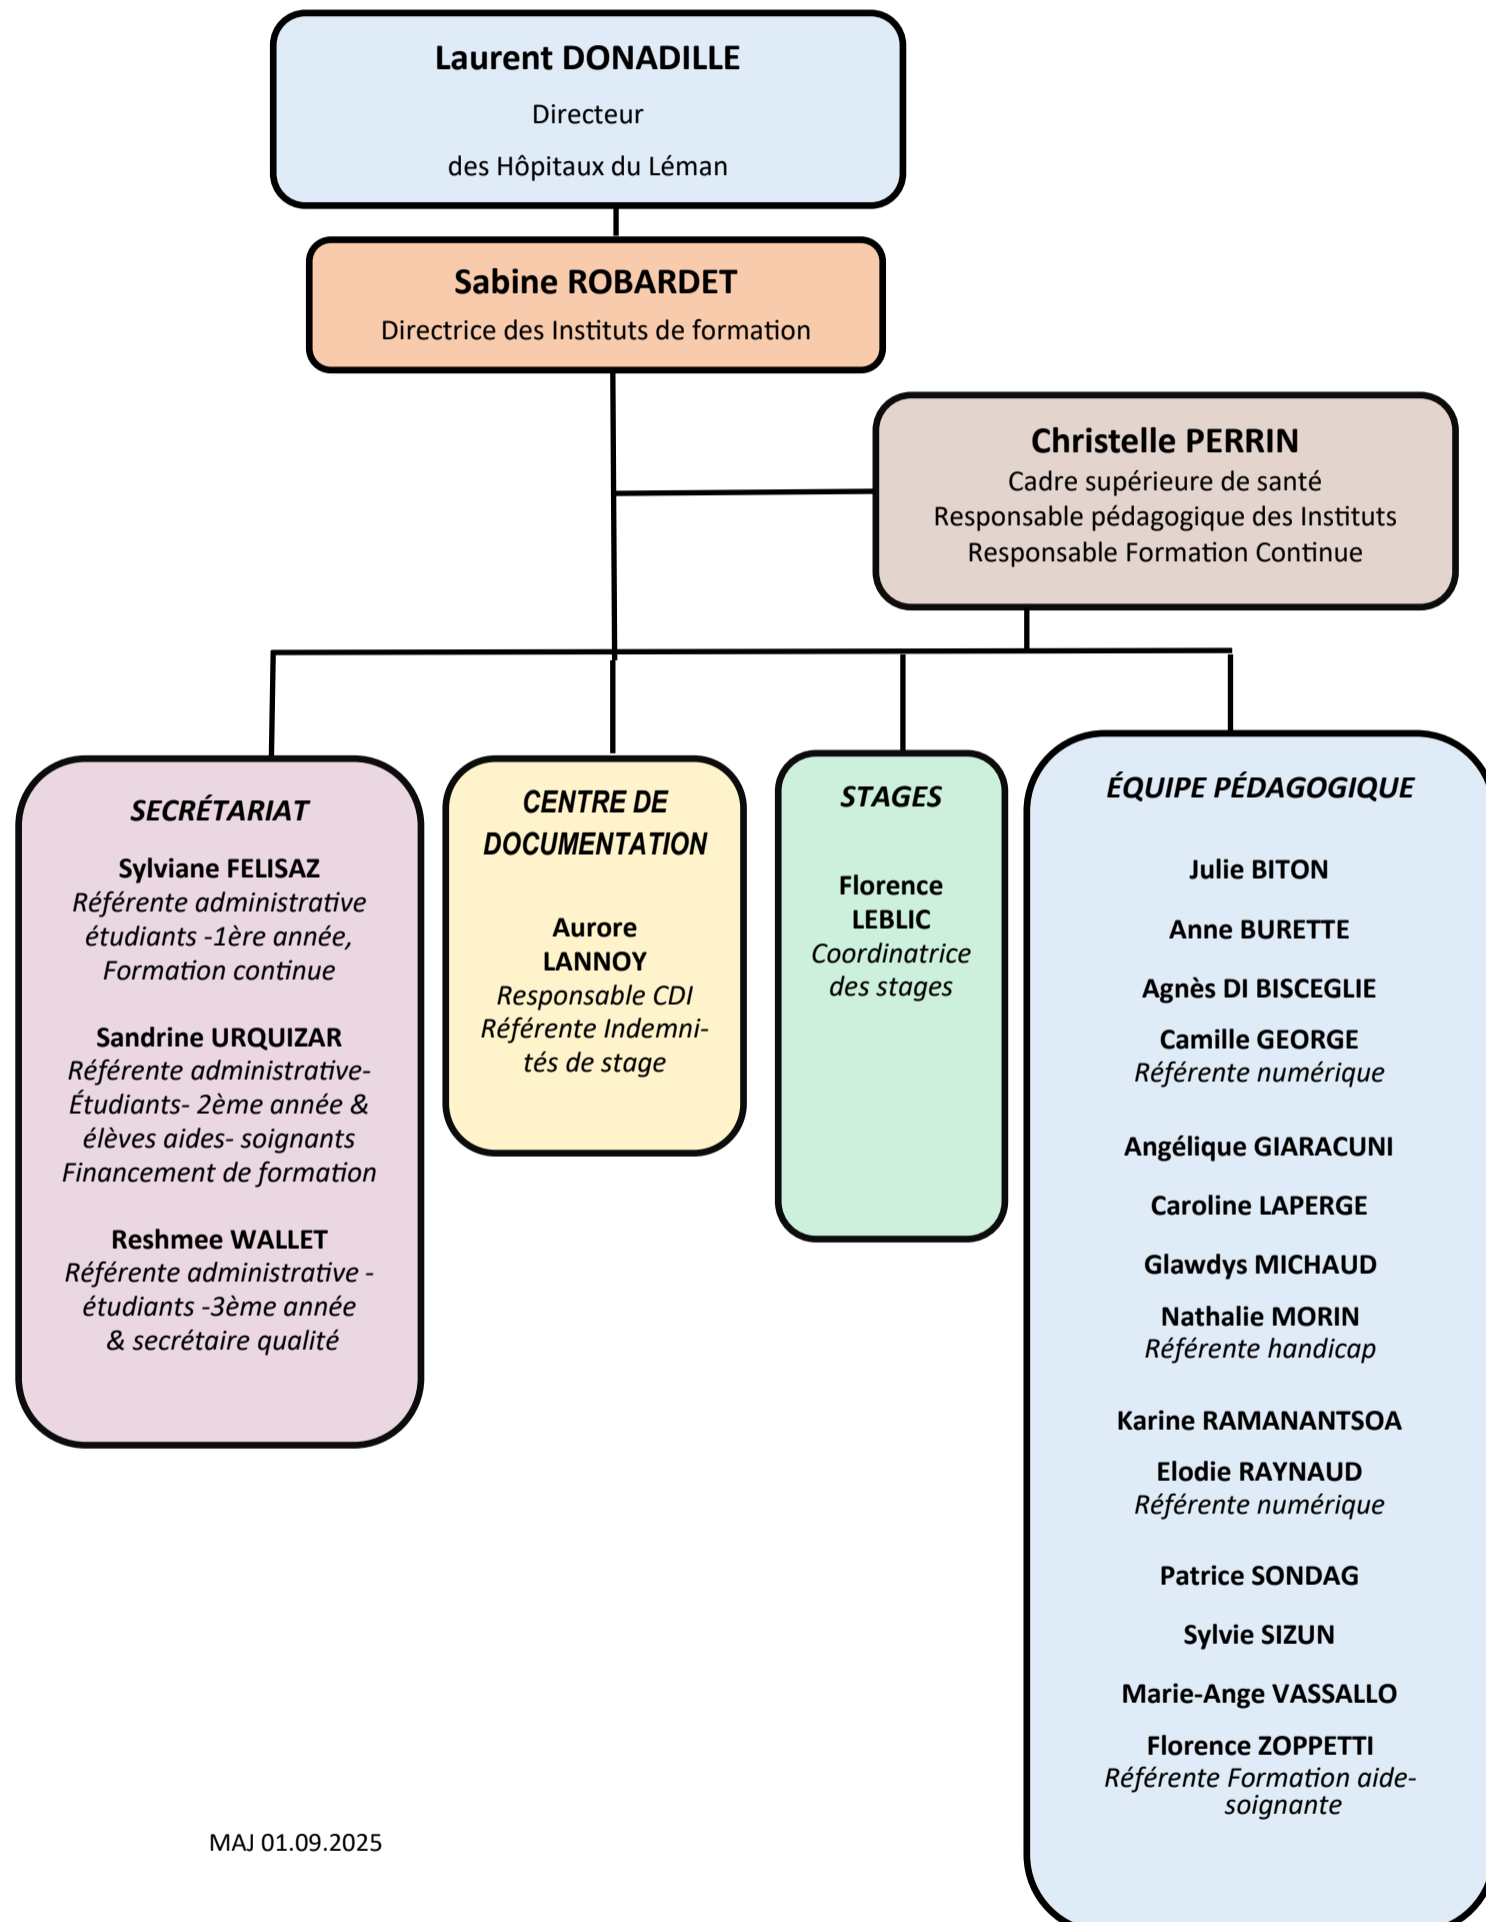 Laurent DONADILLE
Directeur
des Hôpitaux du Léman
Sabine ROBARDET
Directrice des Instituts de formation
Christelle PERRIN
Cadre supérieure de santé
Responsable pédagogique des Instituts
Responsable Formation Continue
SECRÉTARIAT
Sylviane FELISAZ
Référente administrative
étudiants -1ère année,
Formation continue
Sandrine URQUIZAR
Référente administrative-
Étudiants- 2ème année &
élèves aides- soignants
Financement de formation
Reshmee WALLET
Référente administrative -
étudiants -3ème année
& secrétaire qualité
CENTRE DE
DOCUMENTATION
Aurore
LANNOY
Responsable CDI
Référente Indemni-
tés de stage
STAGES
Florence
LEBLIC
Coordinatrice
des stages
ÉQUIPE PÉDAGOGIQUE
Julie BITON
Anne BURETTE
Agnès DI BISCEGLIE
Camille GEORGE
Référente numérique
Angélique GIARACUNI
Caroline LAPERGE
Glawdys MICHAUD
Nathalie MORIN
Référente handicap
Karine RAMANANTSOA
Elodie RAYNAUD
Référente numérique
Patrice SONDAG
Sylvie SIZUN
Marie-Ange VASSALLO
Florence ZOPPETTI
Référente Formation aide-
soignante
MAJ 01.09.2025